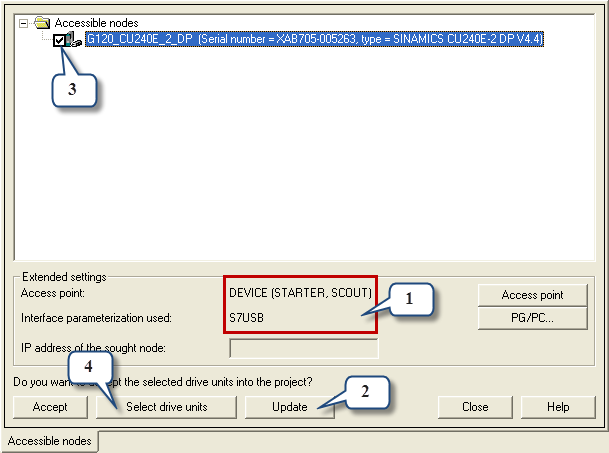 Accessible nodes
G120_CU240E_2_DP (Serial number = XAB705-005263, type = SINAMICS CU240E-2 DP V4.4)
3
Extended settings
Access point: DEVICE (STARTER, SCOUT) Access point
1
Interface parameterization used: S7USB PG/PC...
IP address of the sought node:
4
Do you want to accept the selected drive units into the project?
2
Accept Select drive units Update Close Help
Accessible nodes